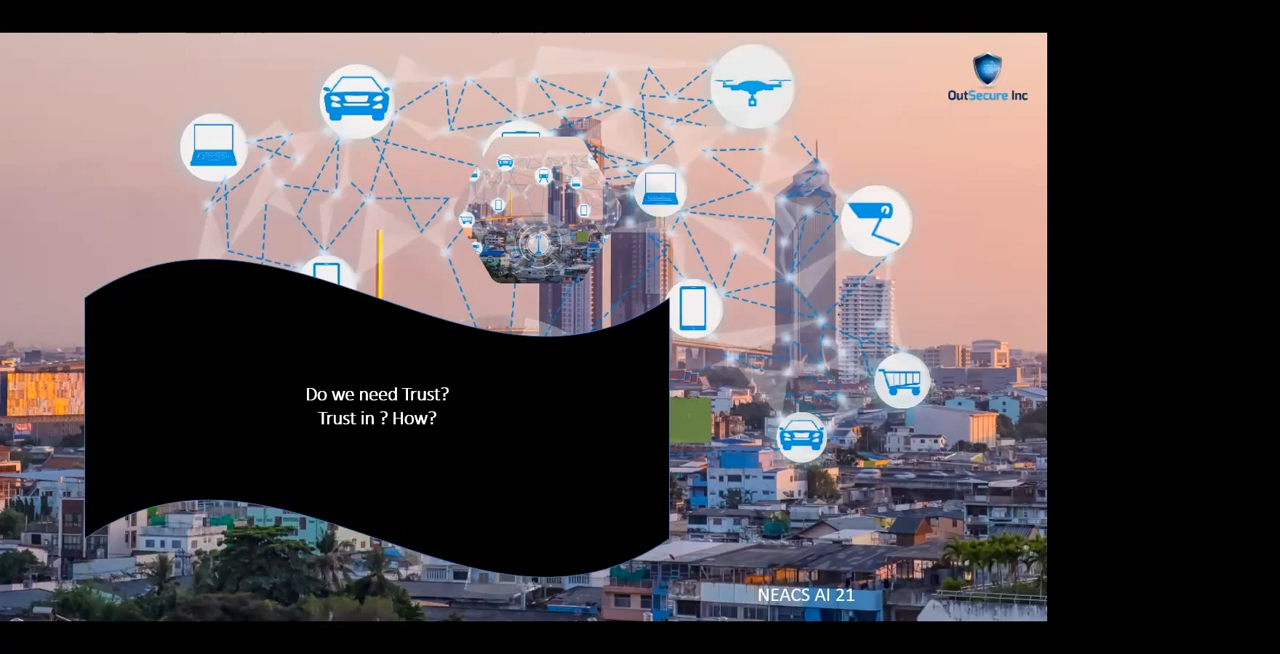 OutSecure Inc
Do we need Trust?
Trust in ? How?
NEACS AI 21